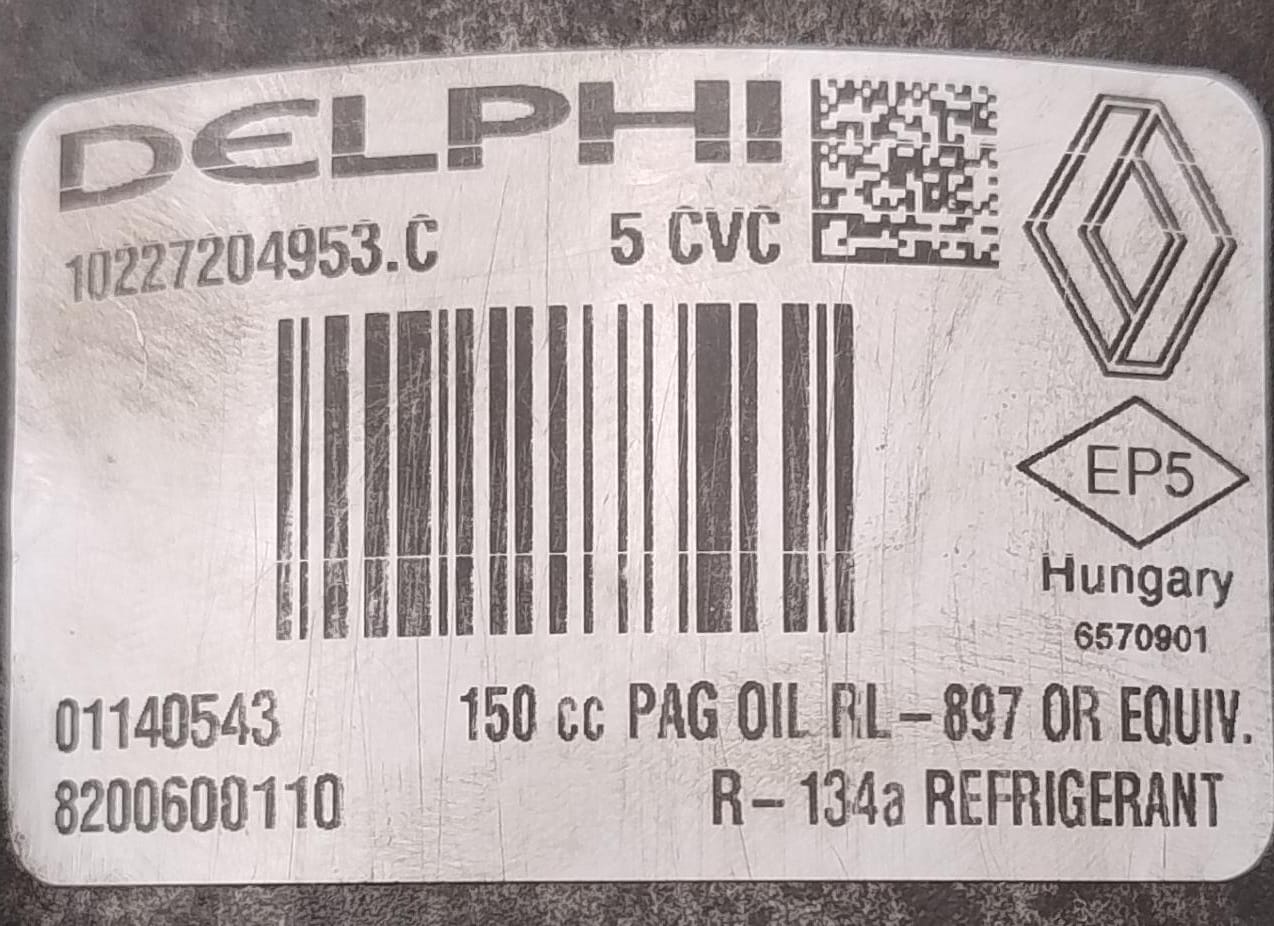 DELPHI
10227204953.C 5 CVC
EP5
Hungary
6570901
01140543 150 cc PAG OIL RL-897 OR EQUIV.
8200600110 R-134a REFRIGERANT